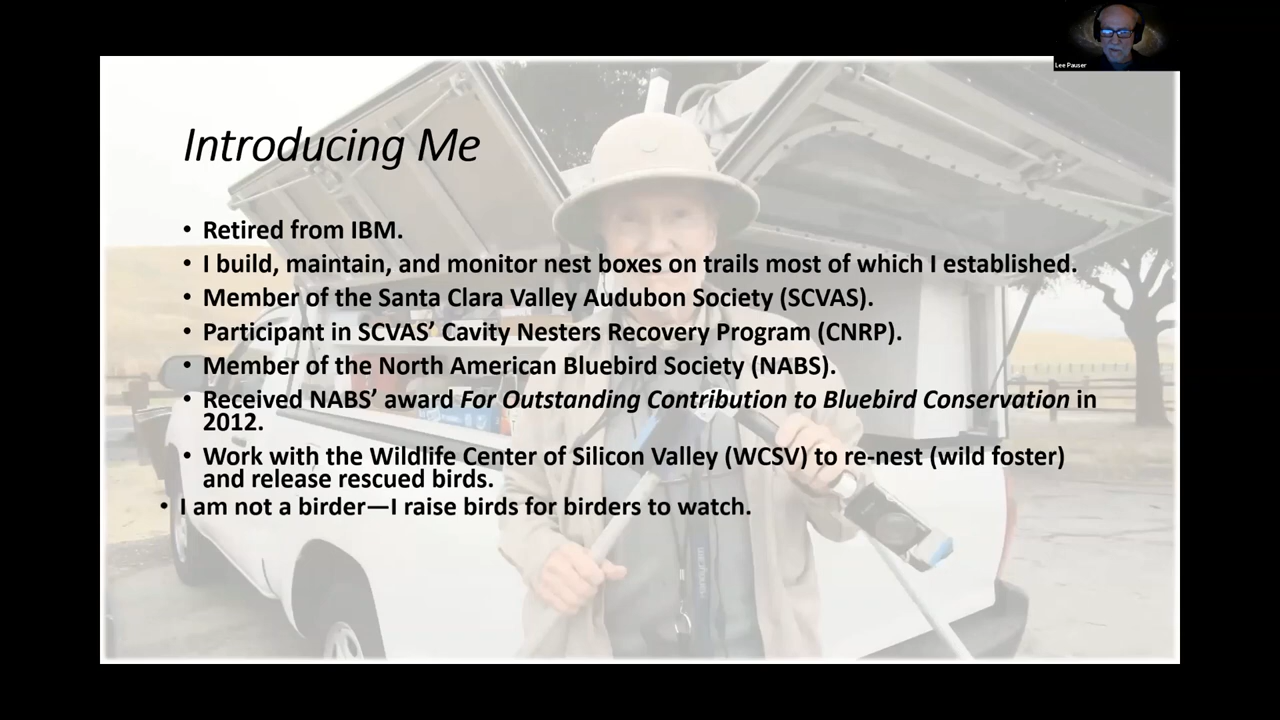 Lee Pauser
Introducing Me
• Retired from IBM.
• I build, maintain, and monitor nest boxes on trails most of which I established.
• Member of the Santa Clara Valley Audubon Society (SCVAS).
• Participant in SCVAS’ Cavity Nesters Recovery Program (CNRP).
• Member of the North American Bluebird Society (NABS).
• Received NABS’ award For Outstanding Contribution to Bluebird Conservation in
2012.
• Work with the Wildlife Center of Silicon Valley (WCSV) to re-nest (wild foster)
and release rescued birds.
• I am not a birder—I raise birds for birders to watch.